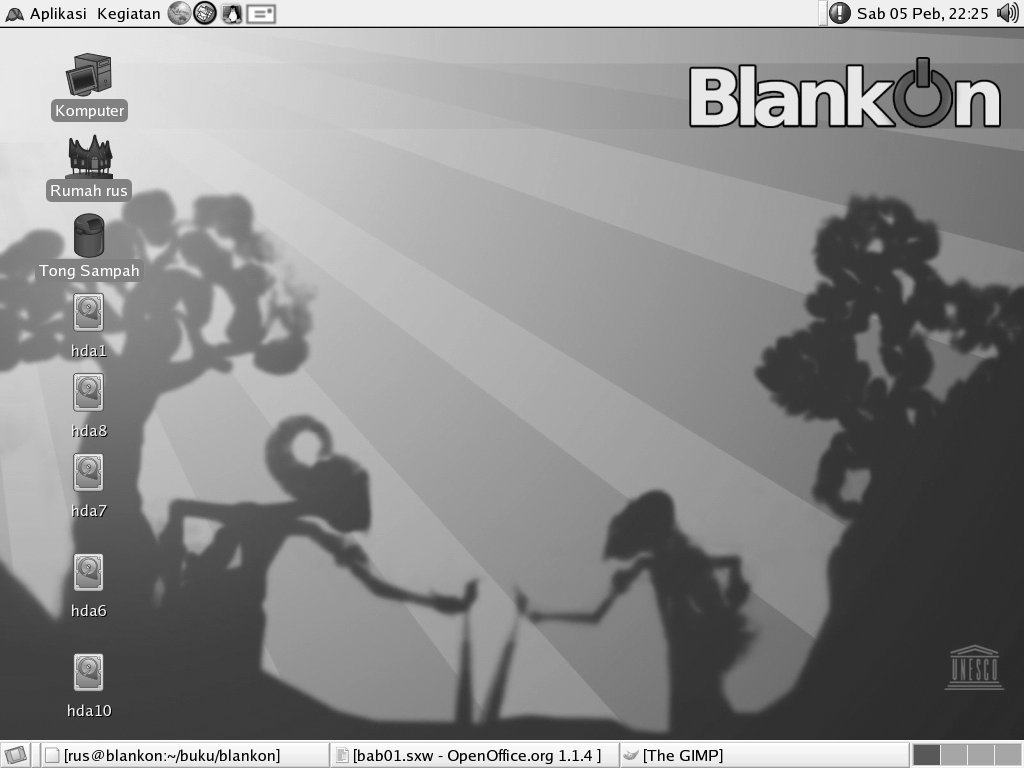 Aplikasi Kegiatan
Sab 05 Peb, 22:25
BlankOn
Komputer
Rumah rus
Tong Sampah
hda1
hda8
hda7
hda6
hda10
UNESCO
[rus@blankon:~/buku/blankon]
[bab01.sxw - OpenOffice.org 1.1.4 ]
[The GIMP]